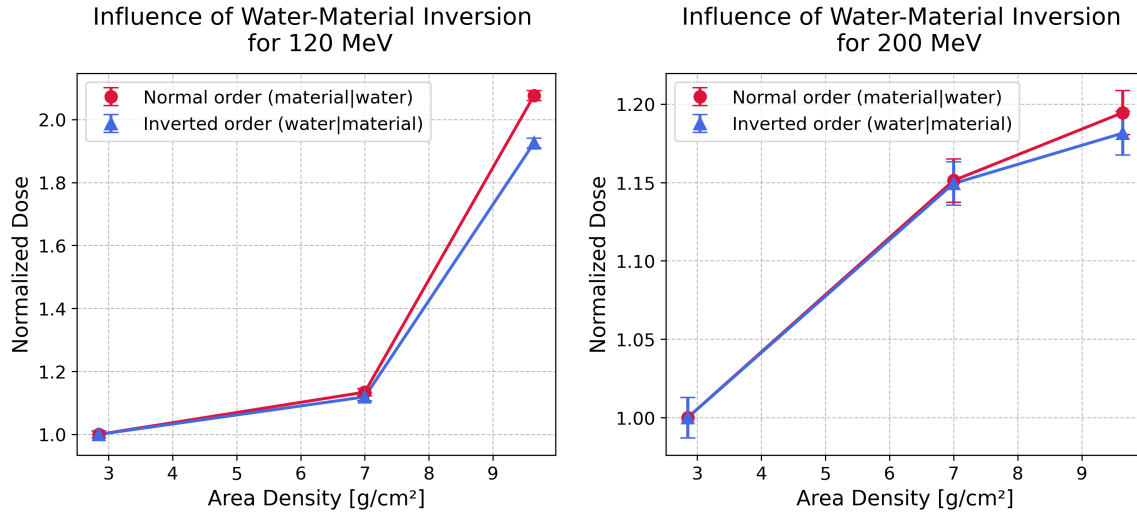 Influence of Water-Material Inversion
for 120 MeV
Normal order (material|water)
Inverted order (water|material)
Normalized Dose
2.0
1.8
1.6
1.4
1.2
1.0
3 4 5 6 7 8 9
Area Density [g/cm²]
Influence of Water-Material Inversion
for 200 MeV
Normal order (material|water)
Inverted order (water|material)
Normalized Dose
1.20
1.15
1.10
1.05
1.00
3 4 5 6 7 8 9
Area Density [g/cm²]